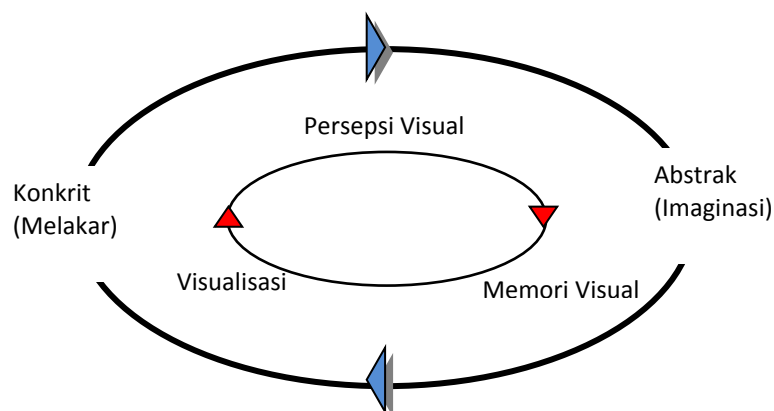 Persepsi Visual
Konkrit
(Melakar)
Abstrak
(Imaginasi)
Visualisasi
Memori Visual